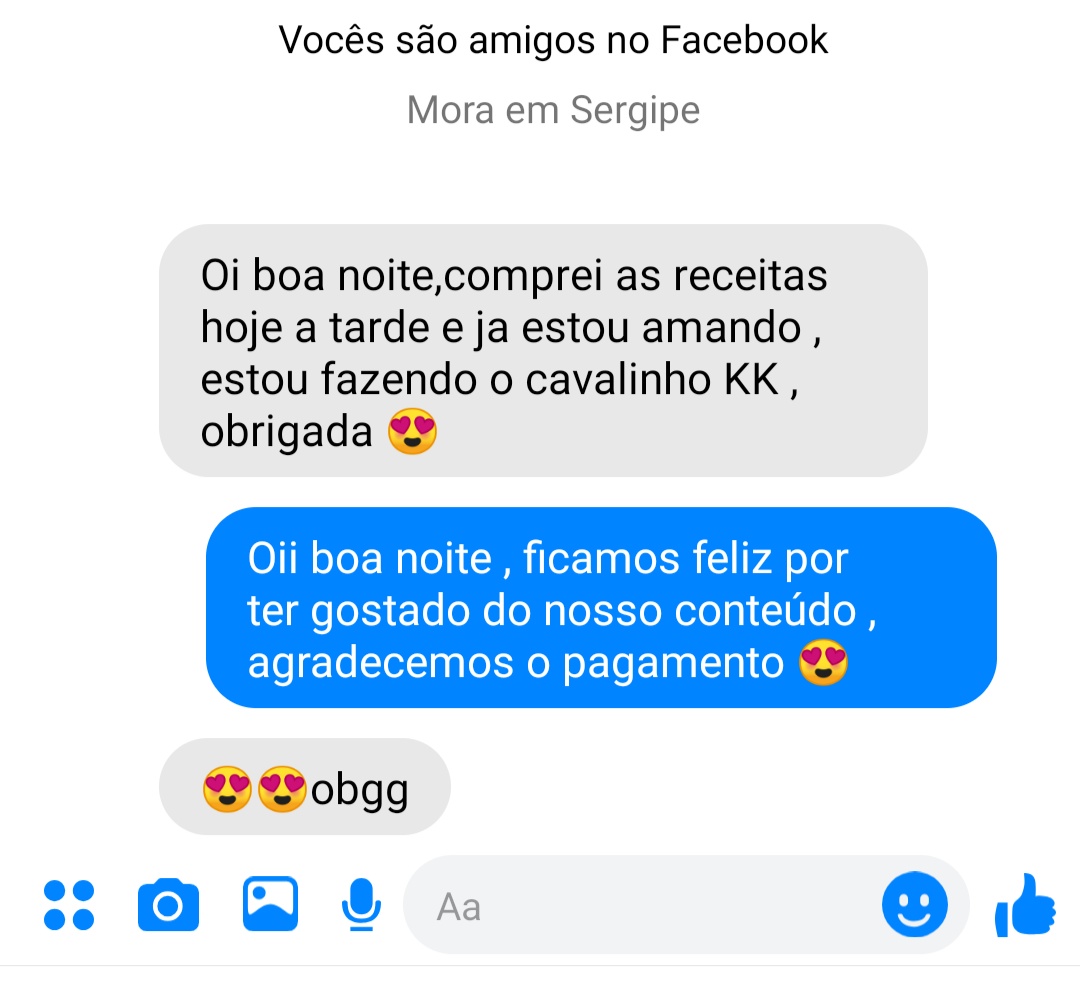 Vocês são amigos no Facebook
Mora em Sergipe
Oi boa noite,comprei as receitas
hoje a tarde e ja estou amando ,
estou fazendo o cavalinho KK ,
obrigada 😍
Oii boa noite , ficamos feliz por
ter gostado do nosso conteúdo ,
agradecemos o pagamento 😍
😍😍obgg
Aa